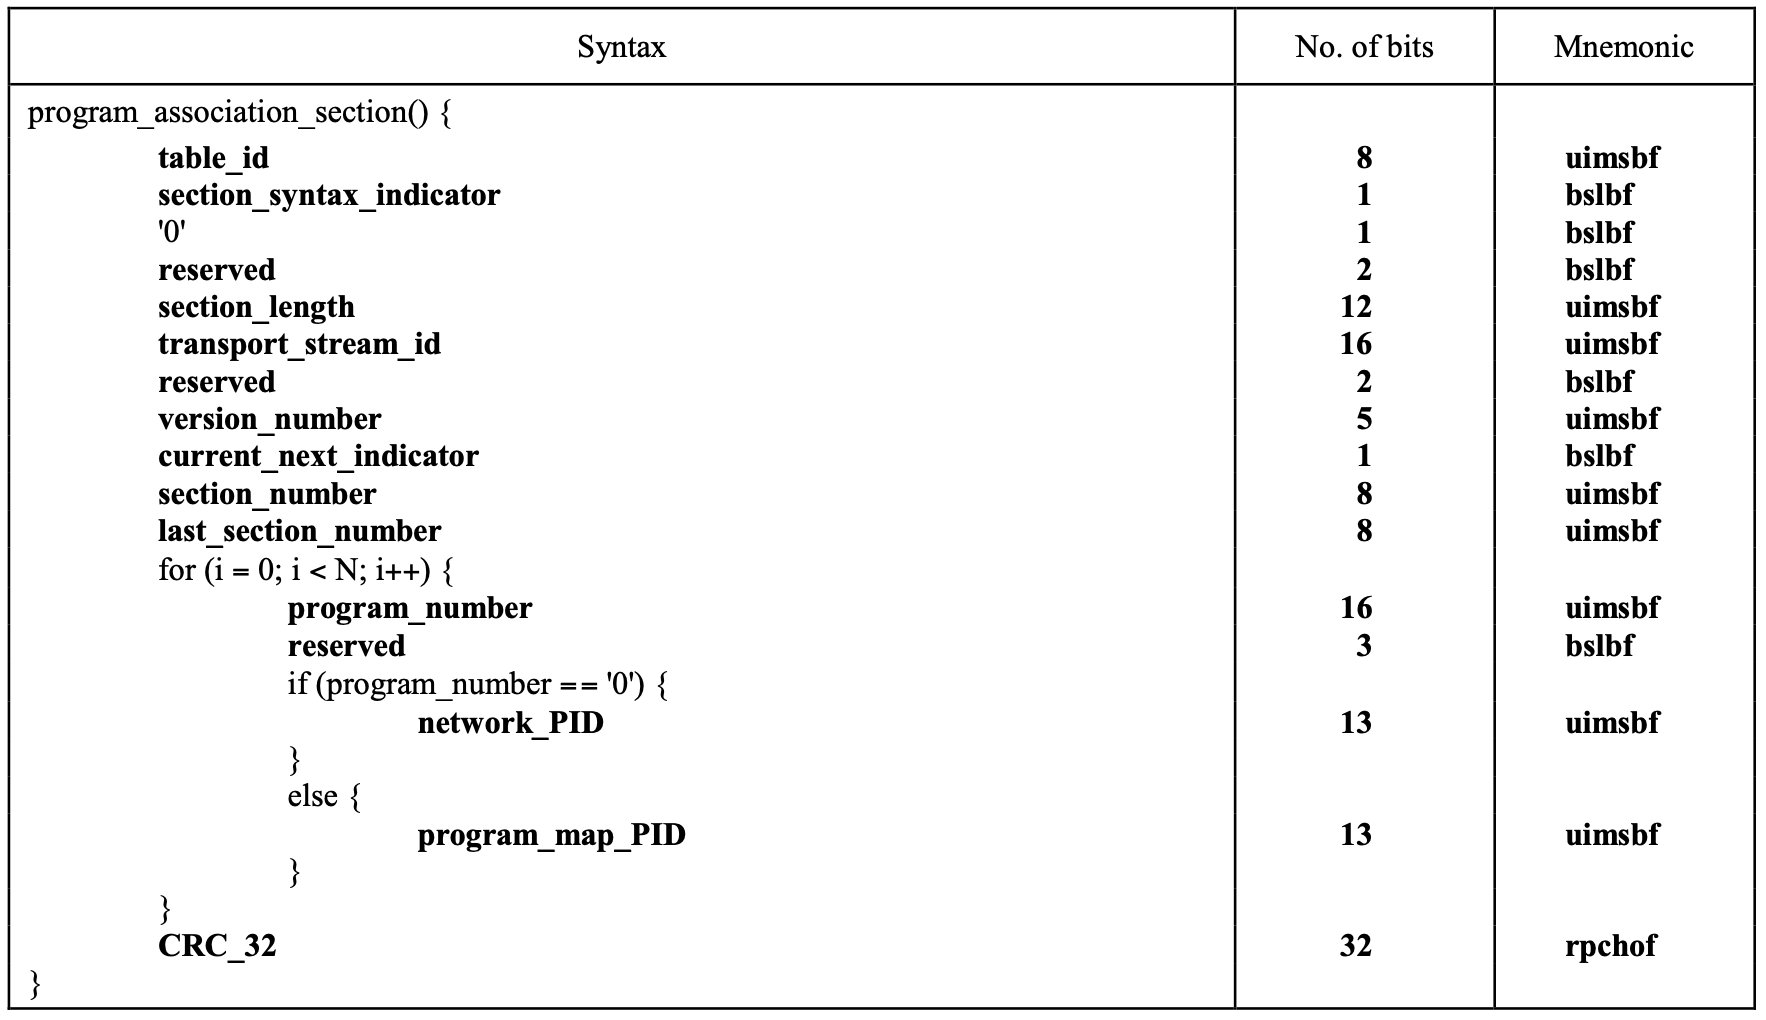 Syntax No. of bits Mnemonic
program_association_section() {
table_id 8 uimsbf
section_syntax_indicator 1 bslbf
'0' 1 bslbf
reserved 2 bslbf
section_length 12 uimsbf
transport_stream_id 16 uimsbf
reserved 2 bslbf
version_number 5 uimsbf
current_next_indicator 1 bslbf
section_number 8 uimsbf
last_section_number 8 uimsbf
for (i = 0; i < N; i++) {
program_number 16 uimsbf
reserved 3 bslbf
if (program_number == '0') {
network_PID 13 uimsbf
}
else {
program_map_PID 13 uimsbf
}
}
CRC_32 32 rpchof
}